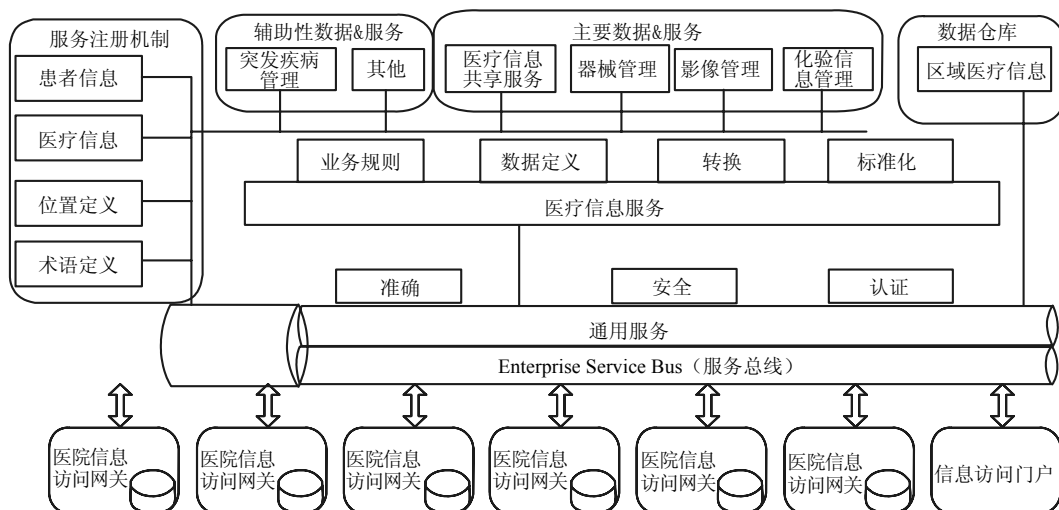 服务注册机制
患者信息
医疗信息
位置定义
术语定义
辅助性数据&服务
突发疾病
管理
其他
主要数据&服务
医疗信息
共享服务
器械管理
影像管理
化验信
息管理
数据仓库
区域医疗信息
业务规则
数据定义
转换
标准化
医疗信息服务
准确
安全
认证
通用服务
Enterprise Service Bus（服务总线）
医院信息
访问网关
医院信息
访问网关
医院信息
访问网关
医院信息
访问网关
医院信息
访问网关
医院信息
访问网关
信息访问门户